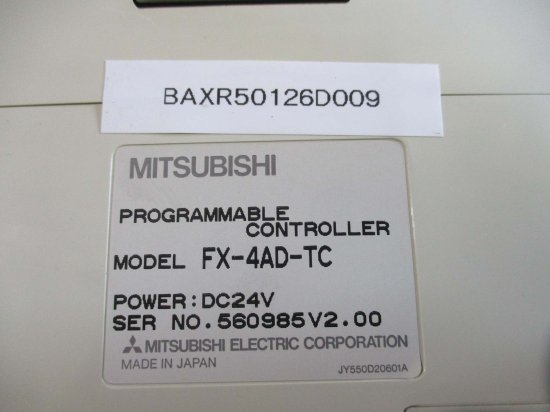 BAXR50126D009
MITSUBISHI
PROGRAMMABLE
CONTROLLER
MODEL FX-4AD-TC
POWER:DC24V
SER NO.560985V2.00
MITSUBISHI ELECTRIC CORPORATION
MADE IN JAPAN JY550D20601A